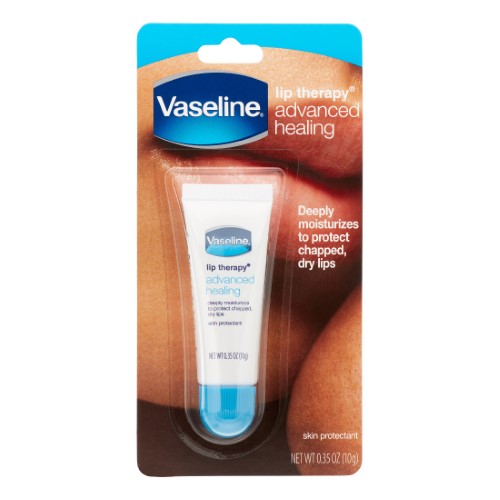 Vaseline®
lip therapy®
advanced
healing
Deeply
moisturizes
to protect
chapped,
dry lips
Vaseline.
lip therapy®
advanced
healing
deeply moisturizes
to protect chapped,
dry lips
skin protectant
NET WT 0.35 OZ (10g)
skin protectant
NET WT 0.35 OZ (10g)